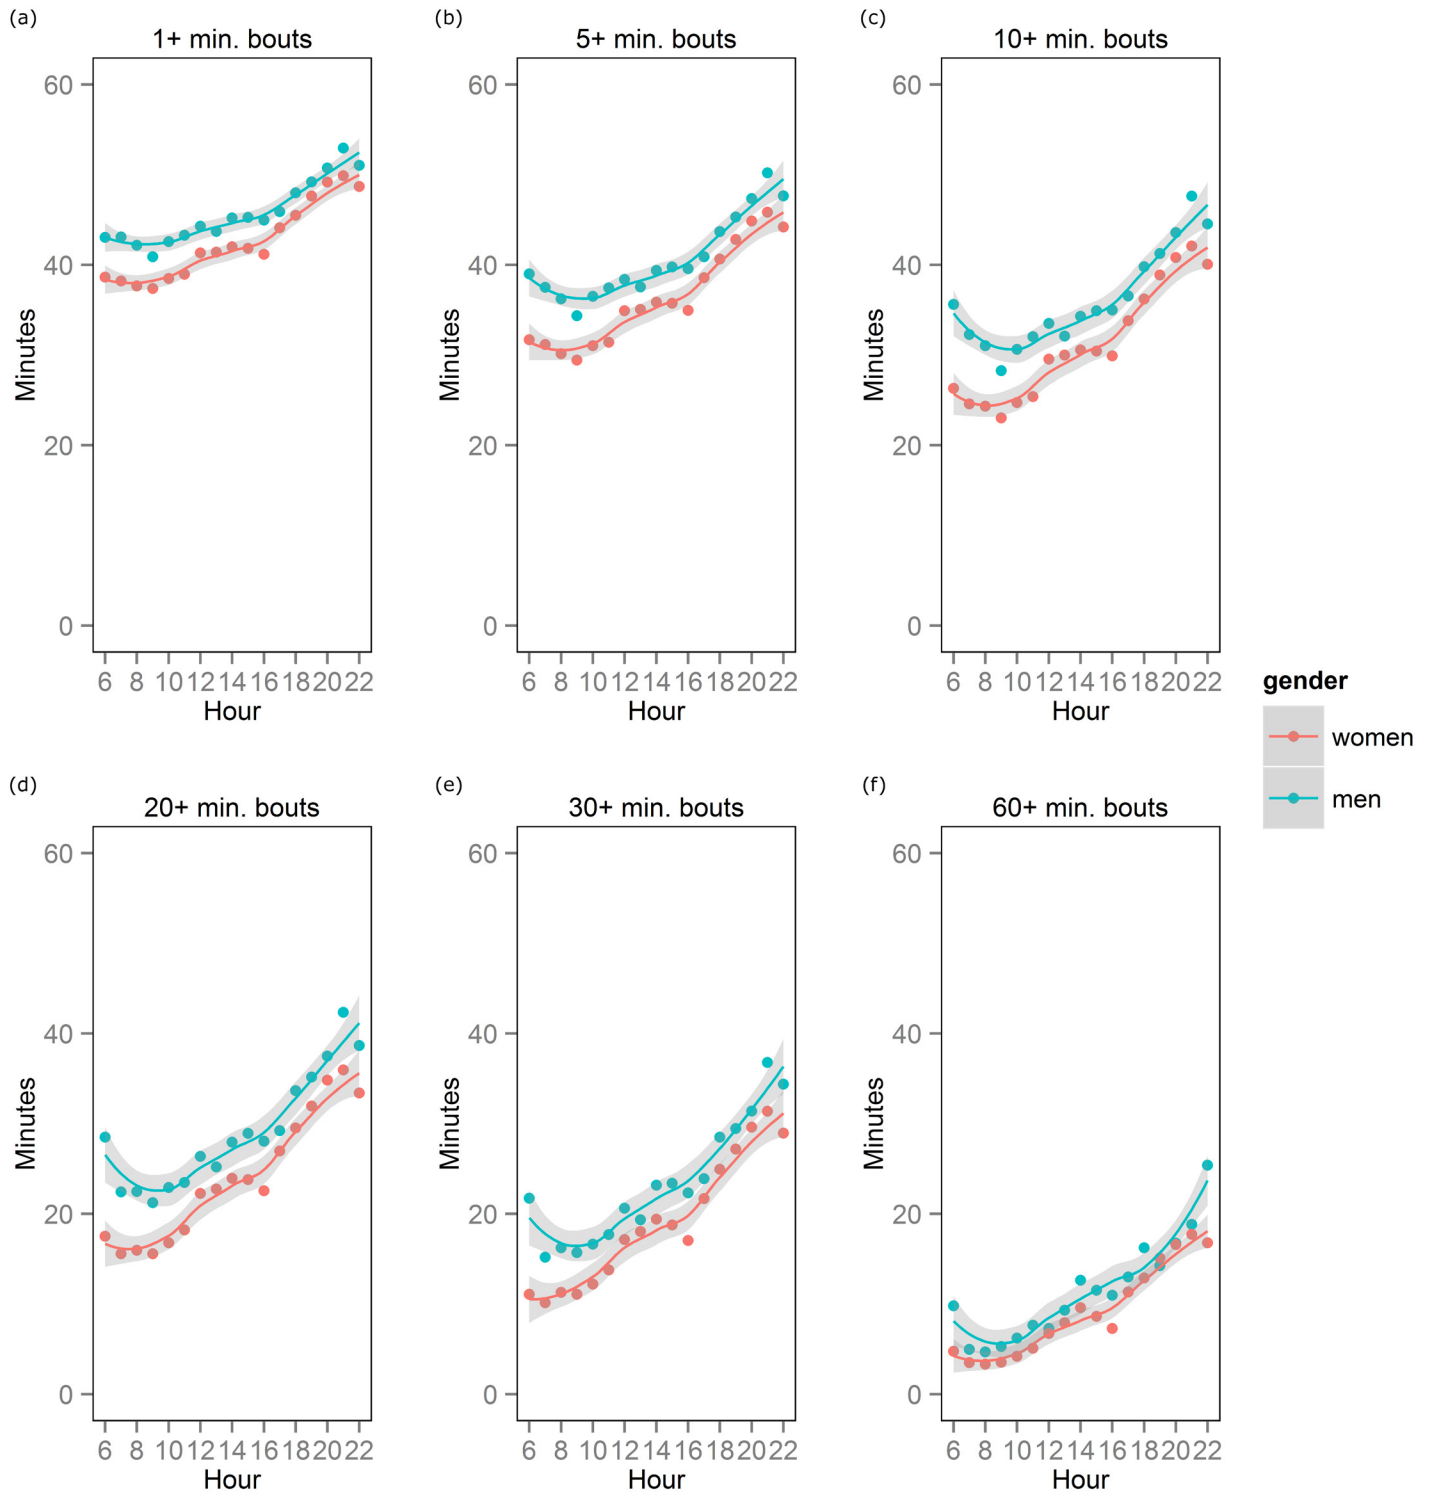 (a)
1+ min. bouts
60
40
20
0
Minutes
6 8 10 12 14 16 18 20 22
Hour
(b)
5+ min. bouts
60
40
20
0
Minutes
6 8 10 12 14 16 18 20 22
Hour
(c)
10+ min. bouts
60
40
20
0
Minutes
6 8 10 12 14 16 18 20 22
Hour
gender
women
men
(d)
20+ min. bouts
60
40
20
0
Minutes
6 8 10 12 14 16 18 20 22
Hour
(e)
30+ min. bouts
60
40
20
0
Minutes
6 8 10 12 14 16 18 20 22
Hour
(f)
60+ min. bouts
60
40
20
0
Minutes
6 8 10 12 14 16 18 20 22
Hour